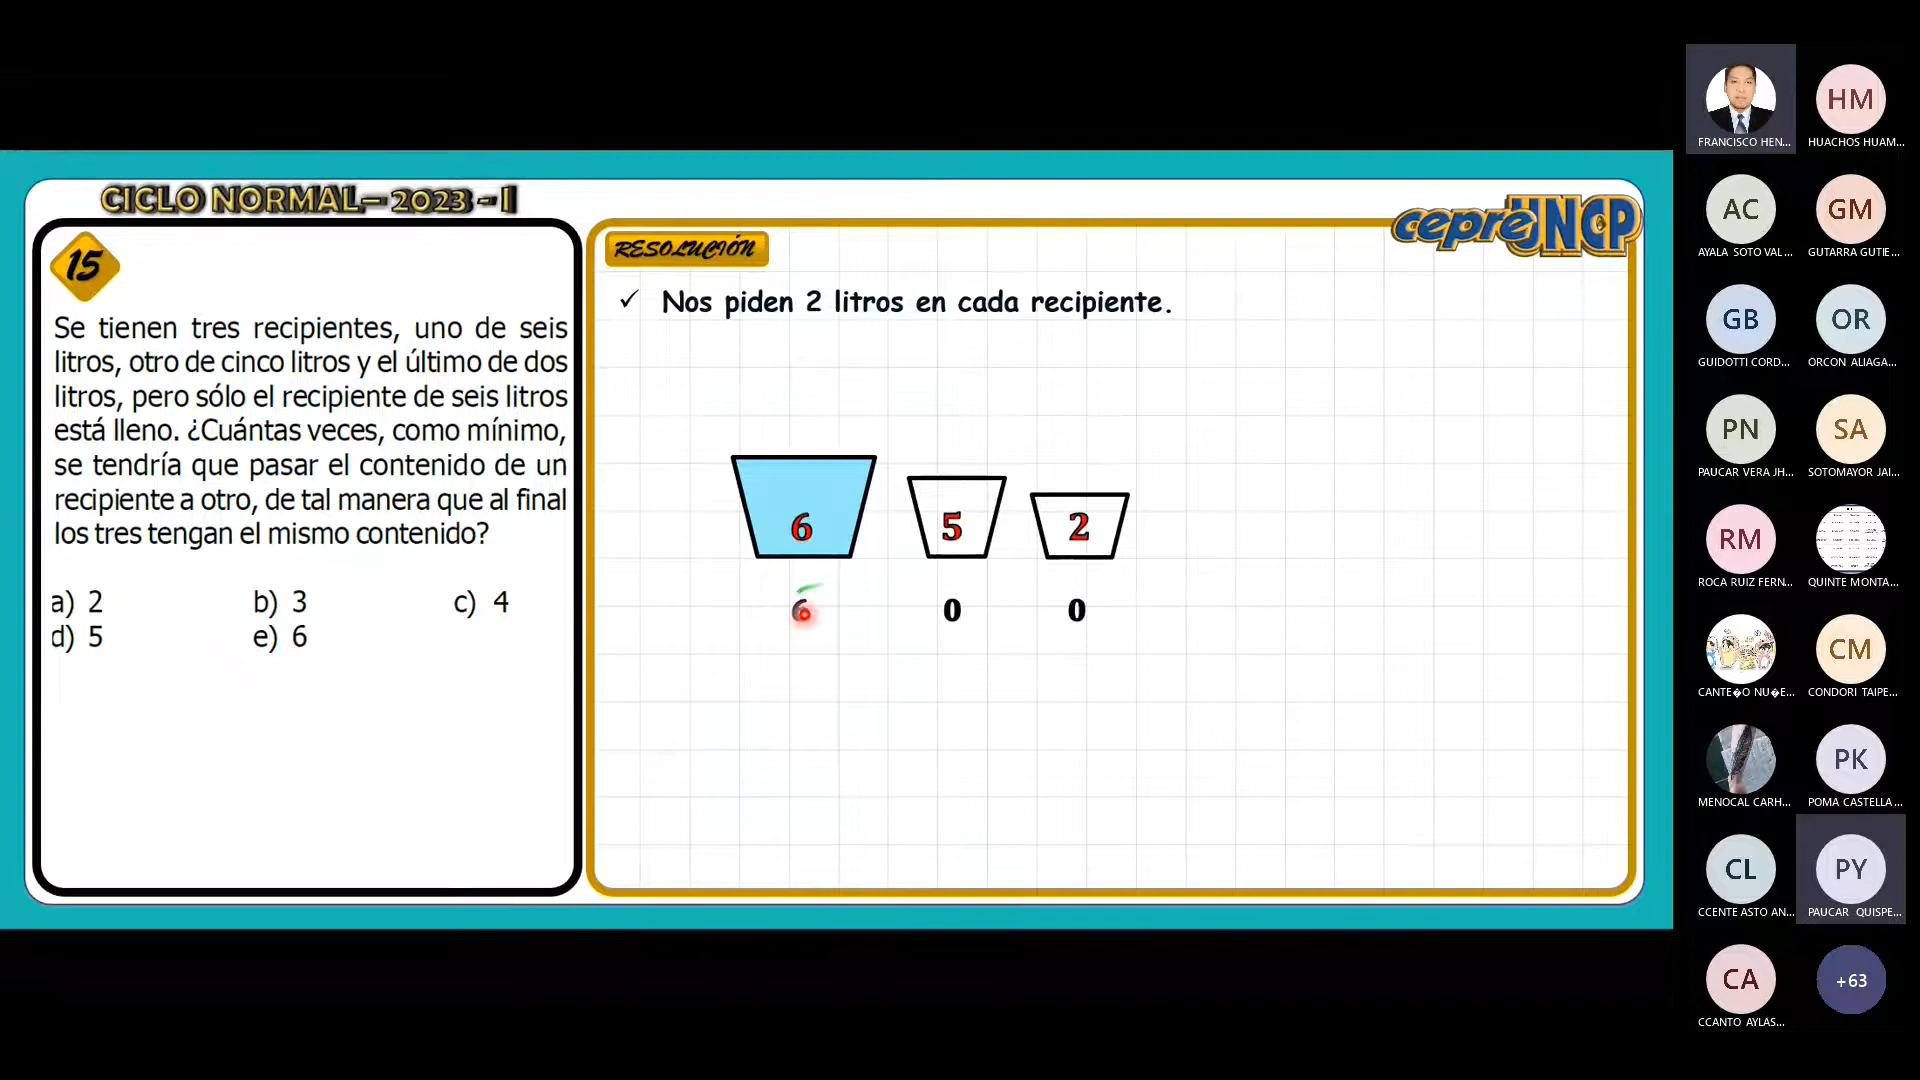 CICLO NORMAL– 2023 - I
15
Se tienen tres recipientes, uno de seis
litros, otro de cinco litros y el último de dos
litros, pero sólo el recipiente de seis litros
está lleno. ¿Cuántas veces, como mínimo,
se tendría que pasar el contenido de un
recipiente a otro, de tal manera que al final
los tres tengan el mismo contenido?
a) 2 b) 3 c) 4
d) 5 e) 6
RESOLUCIÓN
cepreUNCP
✓ Nos piden 2 litros en cada recipiente.
6 5 2
6 0 0
FRANCISCO HEN...
HM
HUACHOS HUAM...
AC
AYALA SOTO VAL...
GM
GUTARRA GUTIE...
GB
GUIDOTTI CORD...
OR
ORCON ALIAGA...
PN
PAUCAR VERA JH...
SA
SOTOMAYOR JAI...
RM
ROCA RUIZ FERN...
QUINTE MONTA...
CANTE�O NU�E...
CM
CONDORI TAIPE...
MENOCAL CARH...
PK
POMA CASTELLA...
CL
CCENTE ASTO AN...
PY
PAUCAR QUISPE...
CA
CCANTO AYLAS...
+63